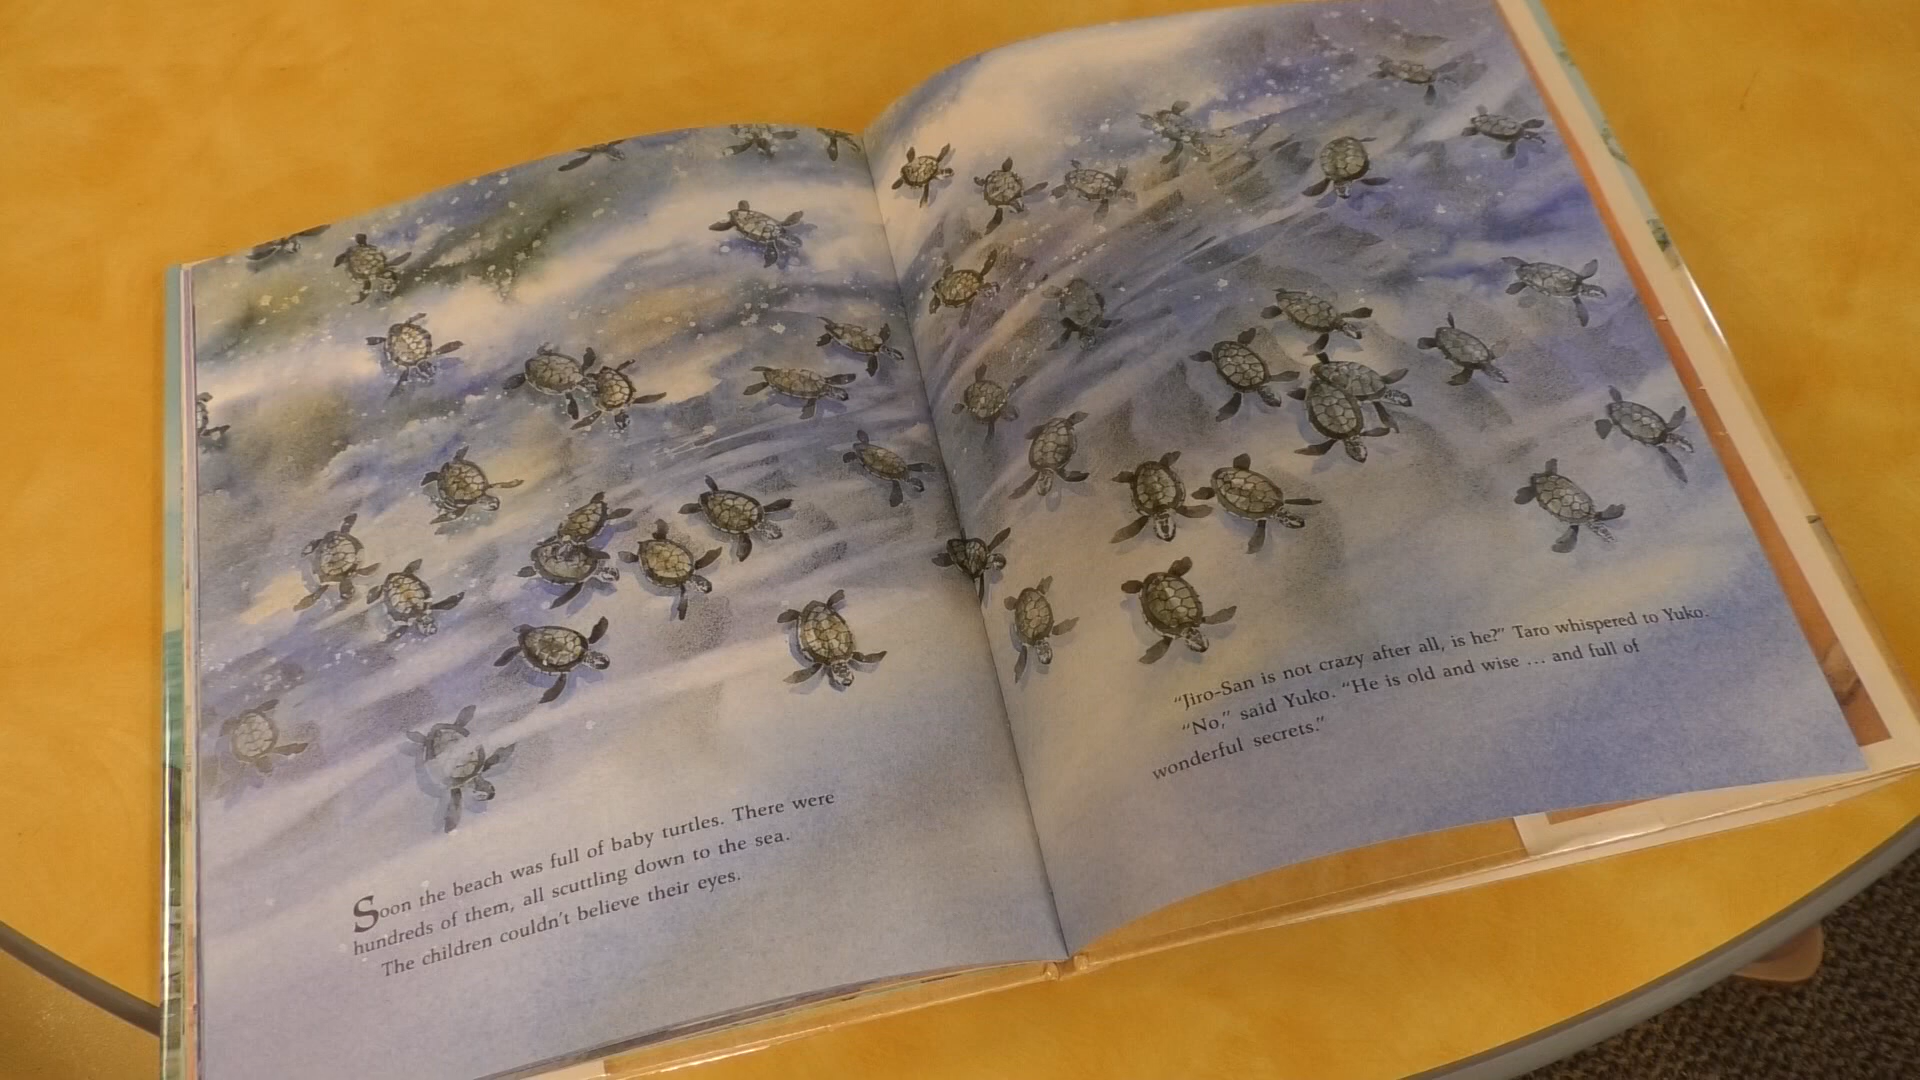 Soon the beach was full of baby turtles. There were
hundreds of them, all scuttling down to the sea.
The children couldn't believe their eyes.
"Jiro-San is not crazy after all, is he?" Taro whispered to Yuko.
"No," said Yuko. "He is old and wise ... and full of
wonderful secrets."